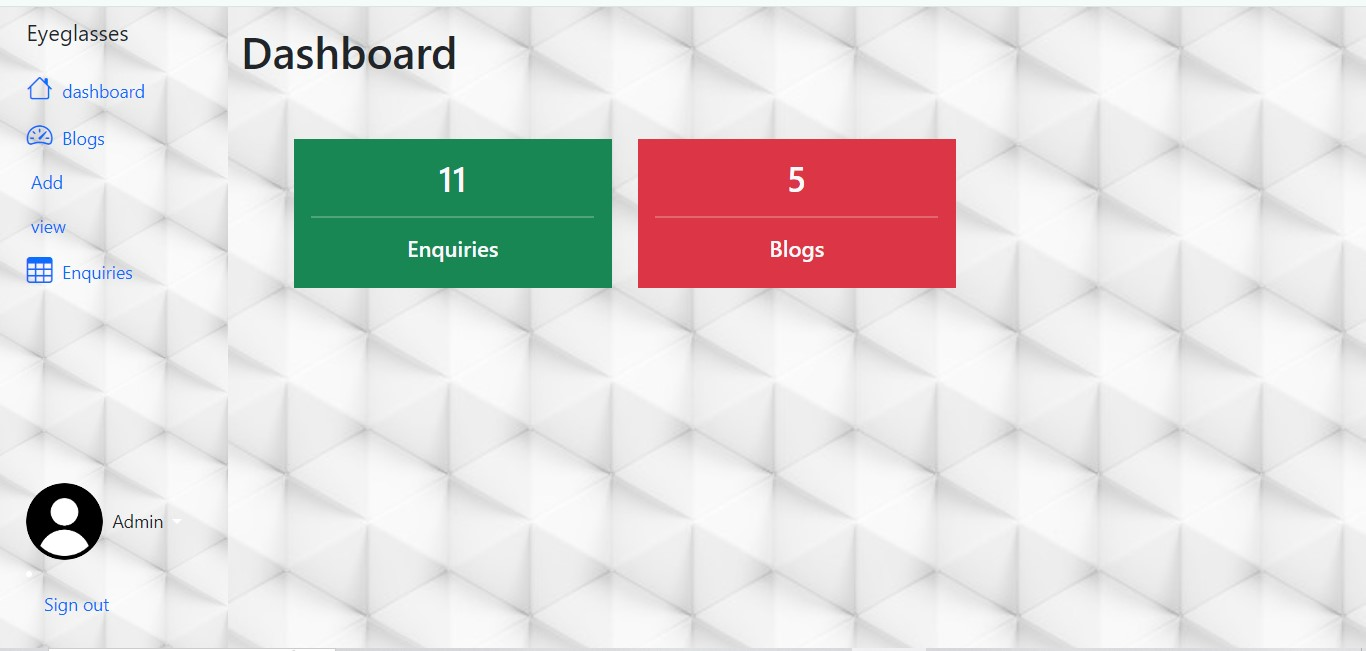 Eyeglasses
dashboard
Blogs
Add
view
Enquiries
Admin
Sign out
Dashboard
11
Enquiries
5
Blogs